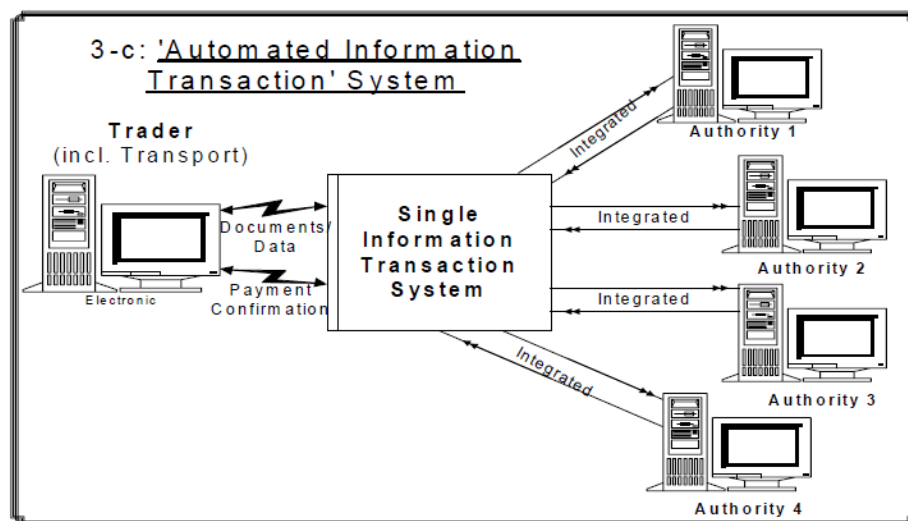 3-c: 'Automated Information
Transaction' System
Trader
(incl. Transport)
Electronic
Documents/
Data
Payment
Confirmation
Single
Information
Transaction
System
Integrated
Authority 1
Integrated
Authority 2
Integrated
Authority 3
Integrated
Authority 4